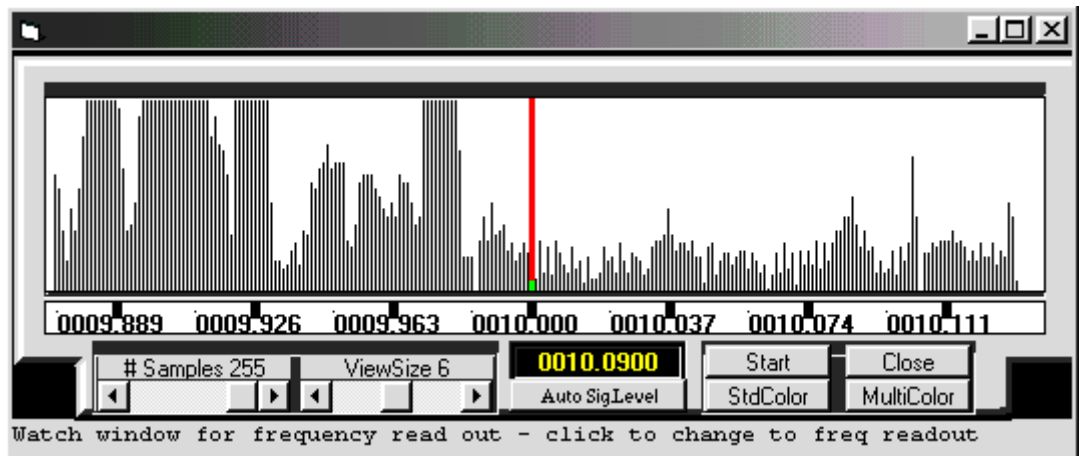 0009.889 0009.926 0009.963 0010.000 0010.037 0010.074 0010.111
# Samples 255 ViewSize 6 0010.0900 Start Close
Auto SigLevel StdColor MultiColor
Watch window for frequency read out - click to change to freq readout